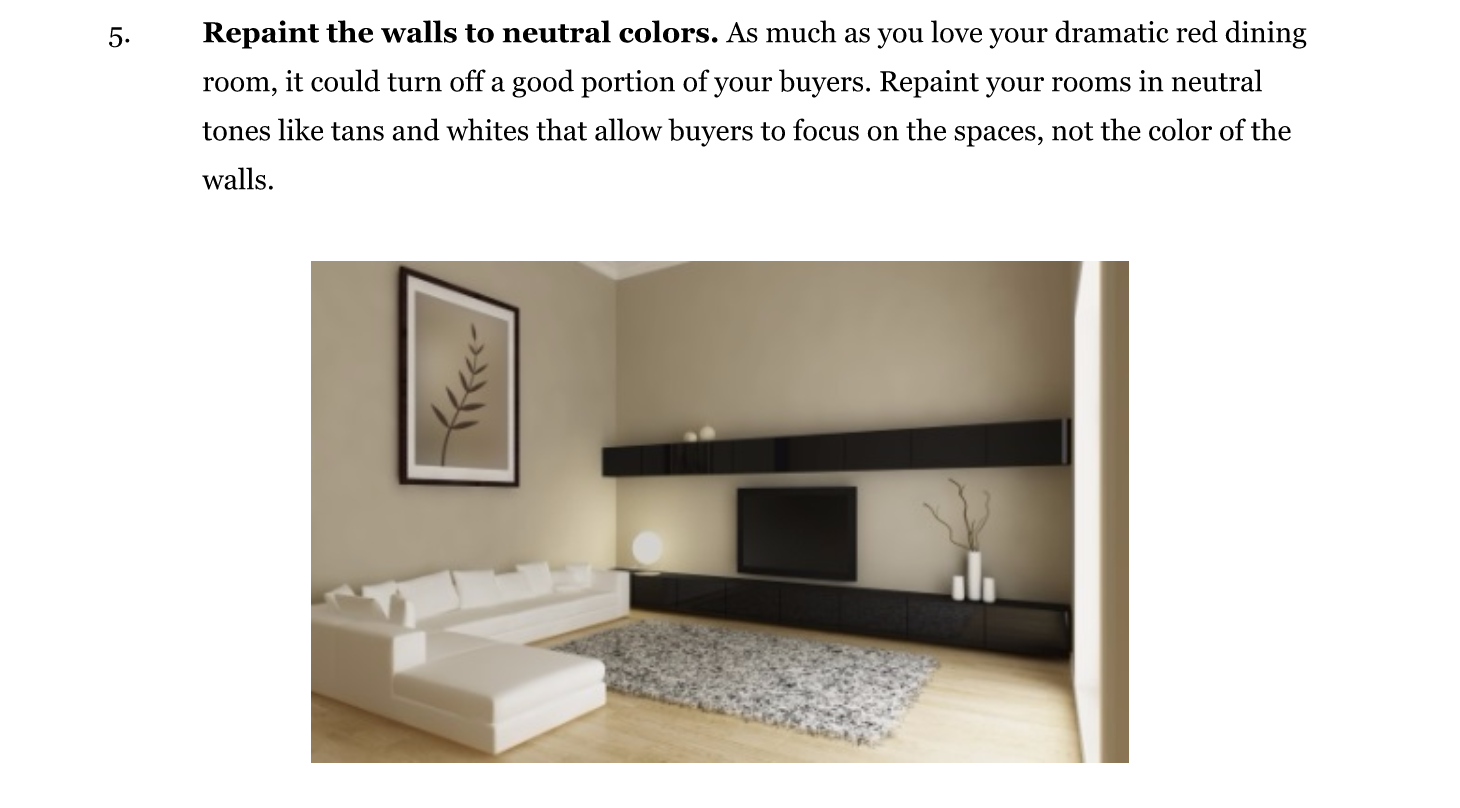 5. Repaint the walls to neutral colors. As much as you love your dramatic red dining
room, it could turn off a good portion of your buyers. Repaint your rooms in neutral
tones like tans and whites that allow buyers to focus on the spaces, not the color of the
walls.